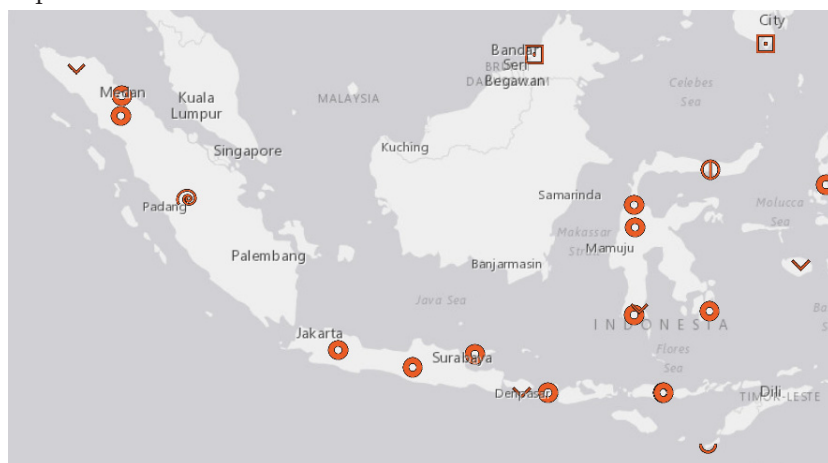 City
Bandar
Seri
Begawan
Celebes
Sea
Medan
Kuala
Lumpur
MALAYSIA
Kuching
Singapore
Samarinda
Molucca
Sea
Padang
Makassar
Mamuju
Palembang
Banjarmasin
Java Sea
Jakarta
INDONESIA
Surabaya
Flores
Sea
Denpasar
Dili
TIMOR-LESTE